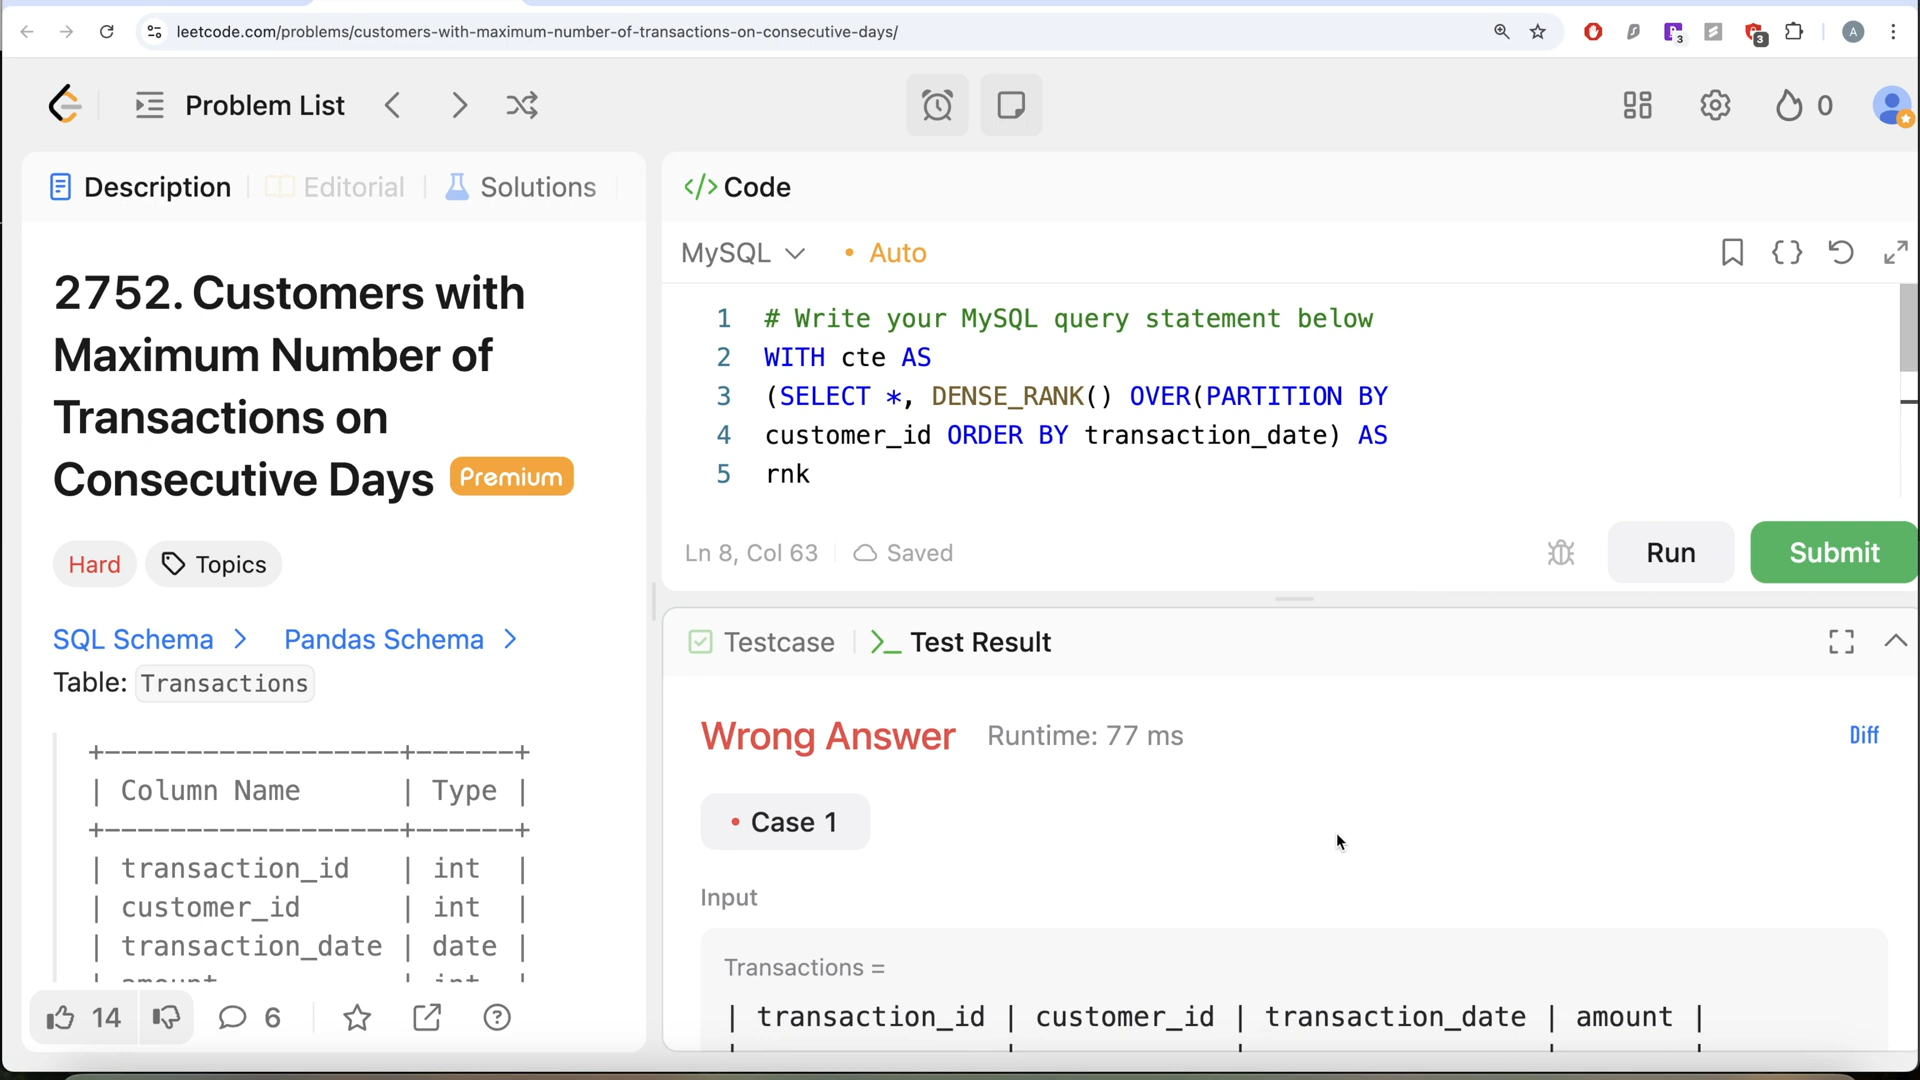 leetcode.com/problems/customers-with-maximum-number-of-transactions-on-consecutive-days/
3
3
A
Problem List
0
Description
Editorial
Solutions
2752. Customers with
Maximum Number of
Transactions on
Consecutive Days Premium
Hard
Topics
SQL Schema > Pandas Schema >
Table: Transactions
+-------------------+------+
| Column Name | Type |
+-------------------+------+
| transaction_id | int |
| customer_id | int |
| transaction_date | date |
| amount | int |
14
6
</> Code
MySQL
• Auto
1 # Write your MySQL query statement below
2 WITH cte AS
3 (SELECT *, DENSE_RANK() OVER(PARTITION BY
4 customer_id ORDER BY transaction_date) AS
5 rnk
Ln 8, Col 63
Saved
Run
Submit
Testcase
>_ Test Result
Wrong Answer Runtime: 77 ms
Diff
• Case 1
Input
Transactions =
| transaction_id | customer_id | transaction_date | amount |